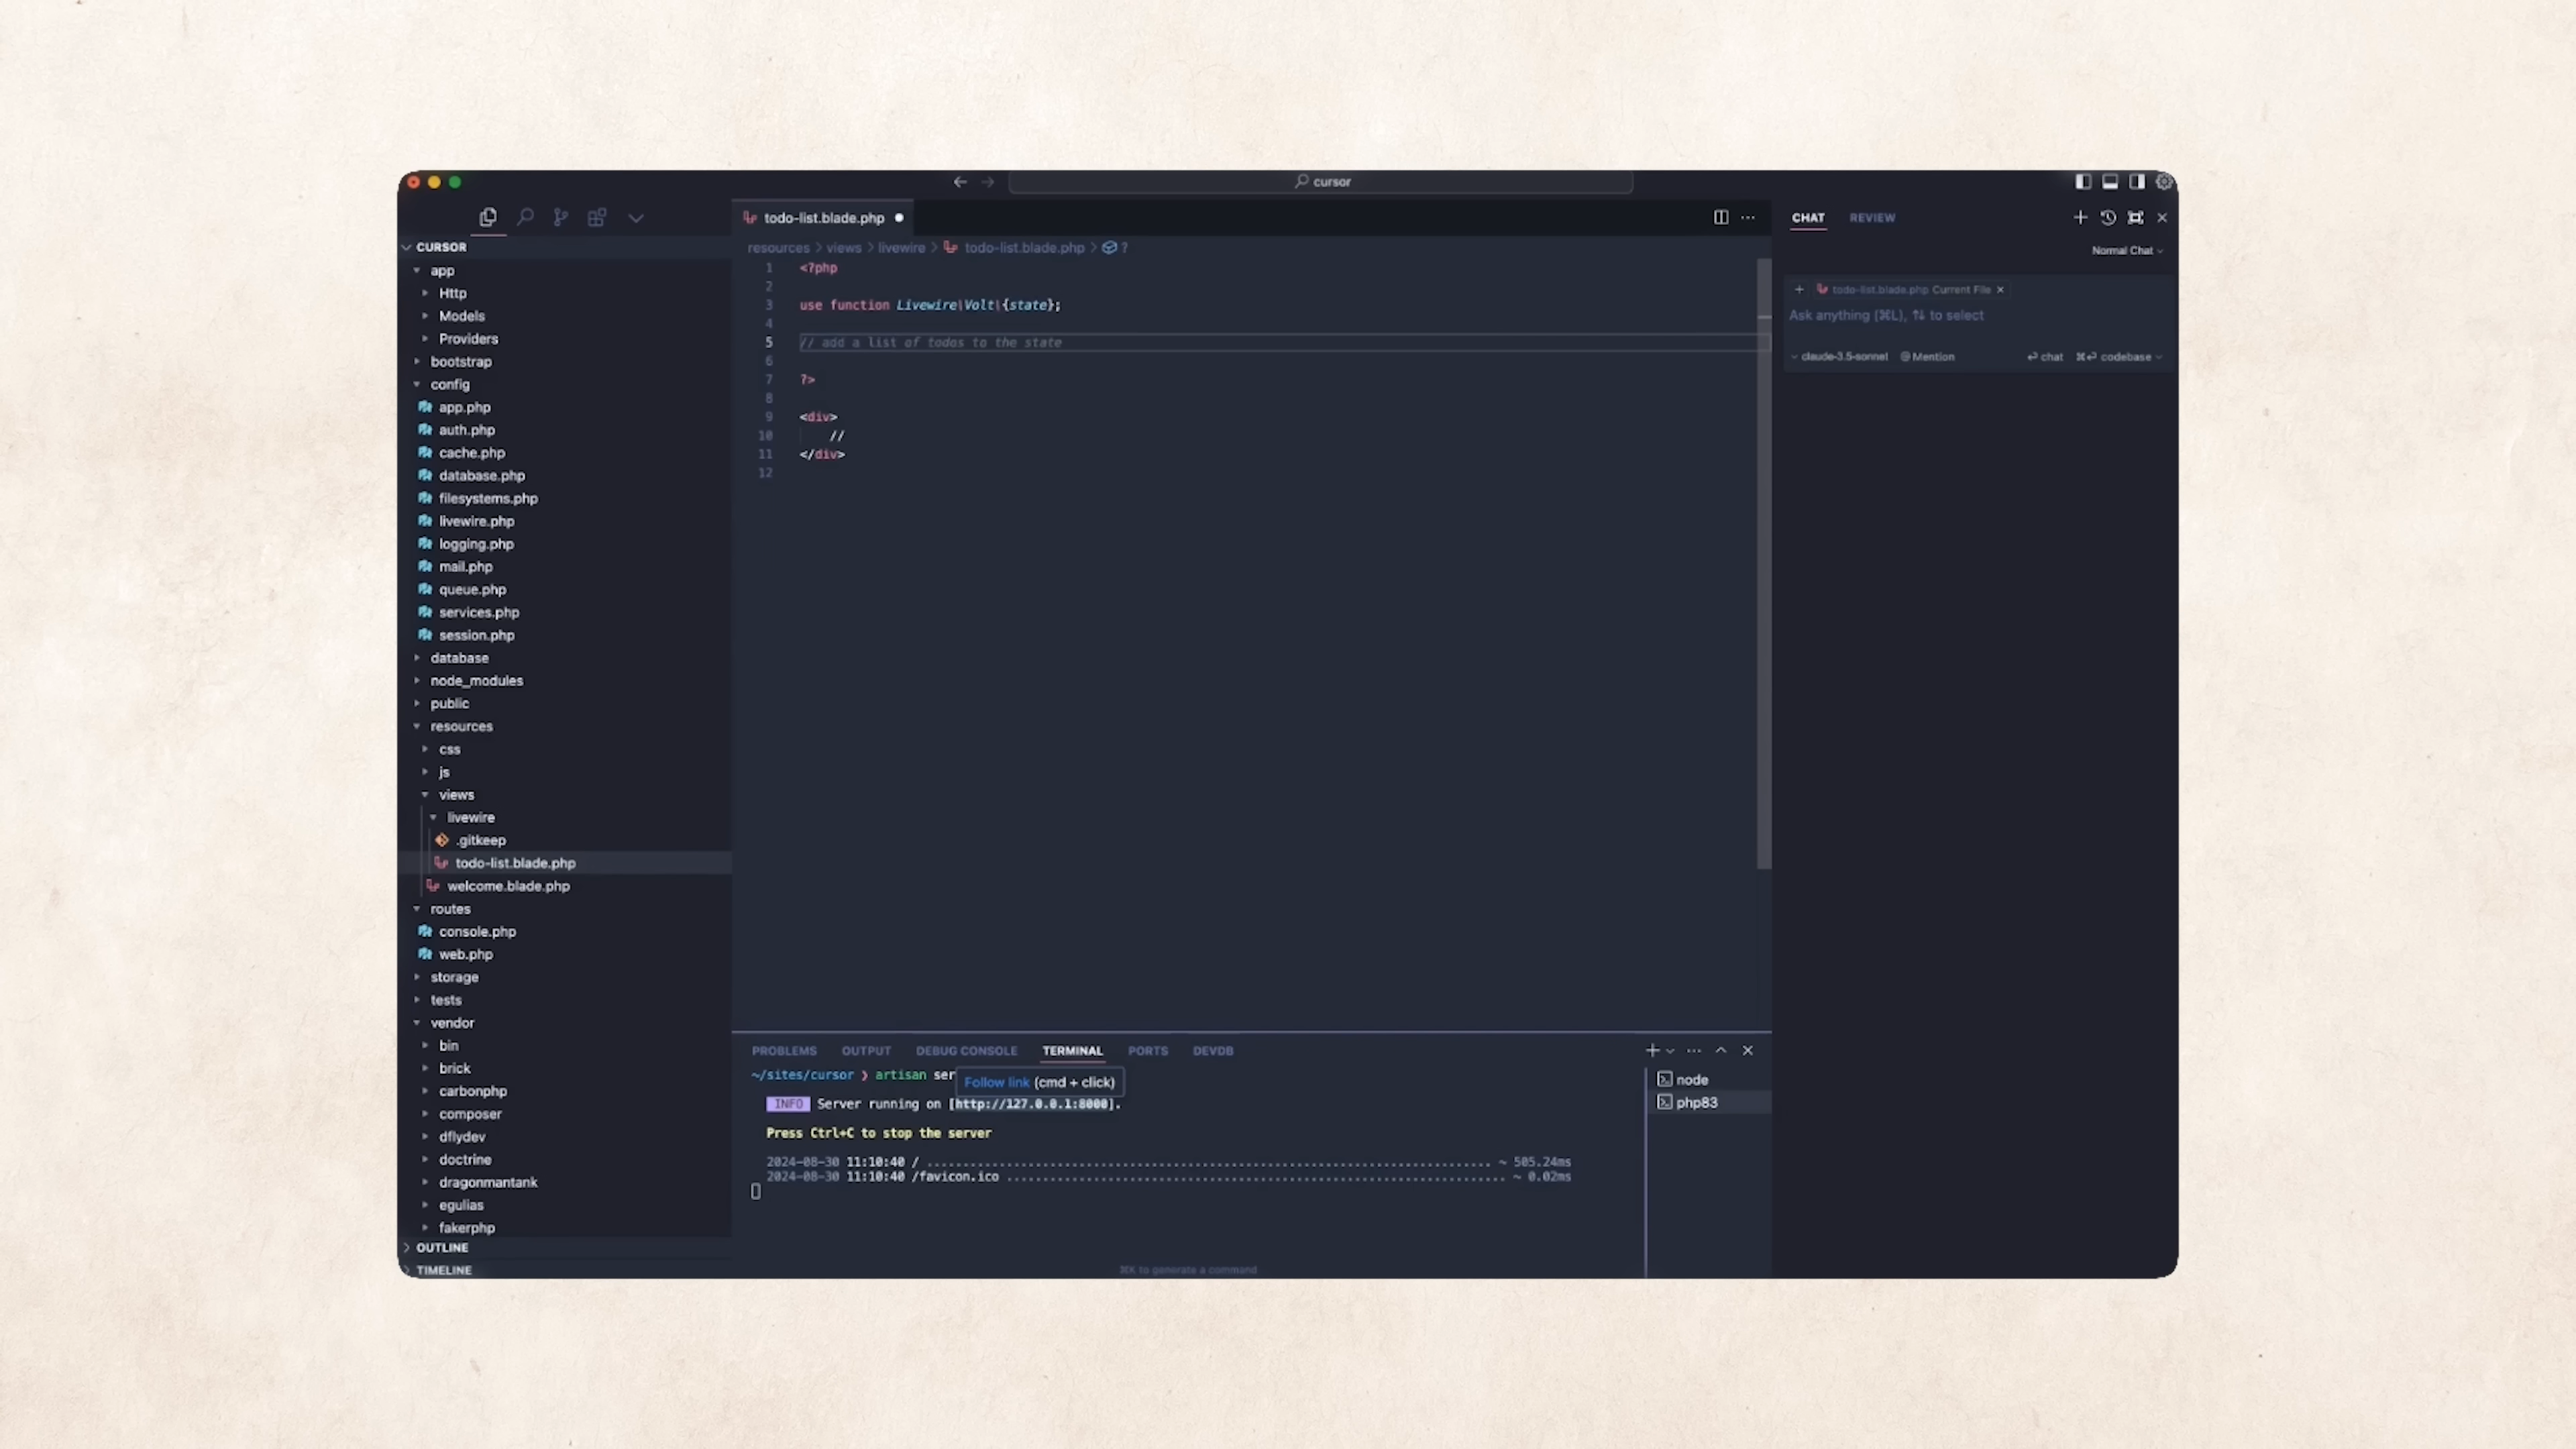 cursor
CURSOR
app
Http
Models
Providers
bootstrap
config
app.php
auth.php
cache.php
database.php
filesystems.php
livewire.php
logging.php
mail.php
queue.php
services.php
session.php
database
node_modules
public
resources
css
js
views
livewire
.gitkeep
todo-list.blade.php
welcome.blade.php
routes
console.php
web.php
storage
tests
vendor
bin
brick
carbonphp
composer
dflydev
doctrine
dragonmantank
egulias
fakerphp
OUTLINE
TIMELINE
todo-list.blade.php
resources > views > livewire > todo-list.blade.php > ?
1 <?php
2
3 use function Livewire\Volt\{state};
4
5 // add a list of todos to the state
6
7 ?>
8
9 <div>
10 //
11 </div>
12
PROBLEMS OUTPUT DEBUG CONSOLE TERMINAL PORTS DEVDB
~/sites/cursor ❯ artisan ser
Follow link (cmd + click)
INFO Server running on [http://127.0.0.1:8000].
Press Ctrl+C to stop the server
2024-08-30 11:10:40 / ........ ~ 505.24ms
2024-08-30 11:10:40 /favicon.ico ........ ~ 0.02ms
⌘K to generate a command
node
php83
CHAT REVIEW
Normal Chat
+ todo-list.blade.php Current File ×
Ask anything (⌘L), ↑↓ to select
claude-3.5-sonnet @ Mention ⏎ chat ⌘⏎ codebase